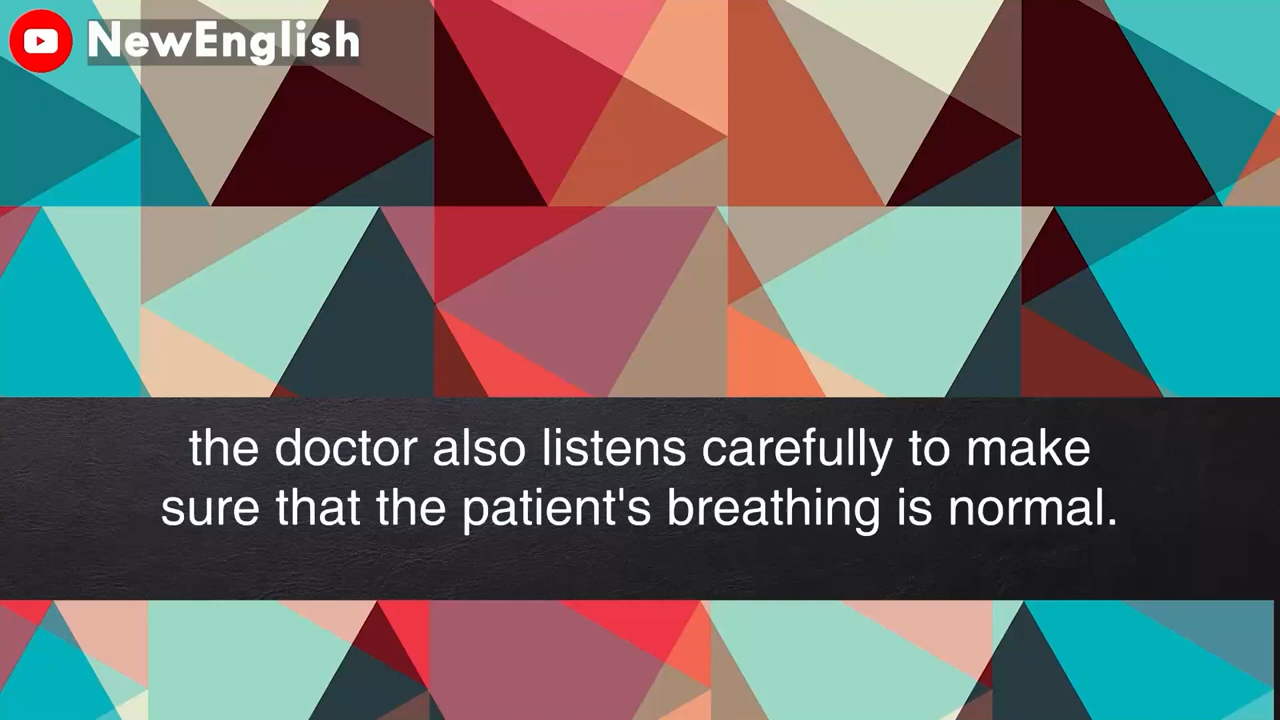 NewEnglish
the doctor also listens carefully to make
sure that the patient's breathing is normal.